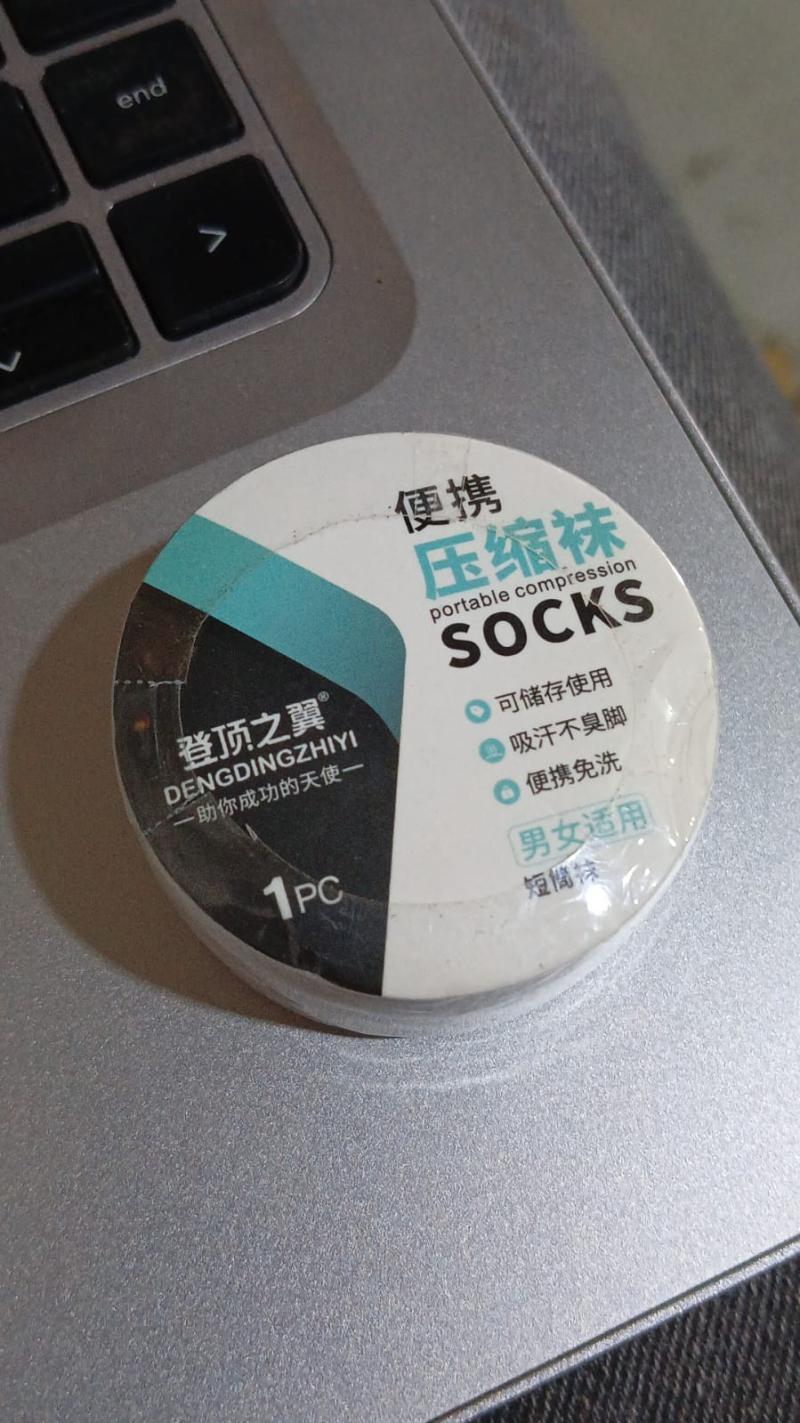 end
>
便携
压缩袜
portable compression
SOCKS
可储存使用
吸汗不臭脚
便携免洗
男女适用
短筒袜
登顶之翼®
DENGDINGZHIYI
—助你成功的天使—
1PC